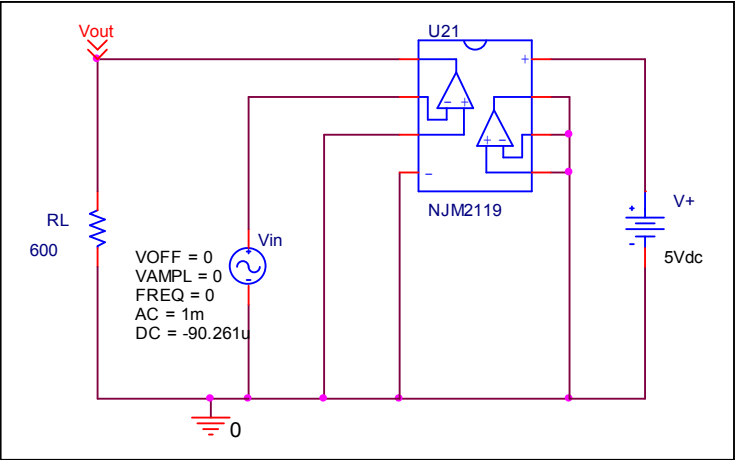 Vout
U21
NJM2119
RL
600
Vin
VOFF = 0
VAMPL = 0
FREQ = 0
AC = 1m
DC = -90.261u
V+
5Vdc
0